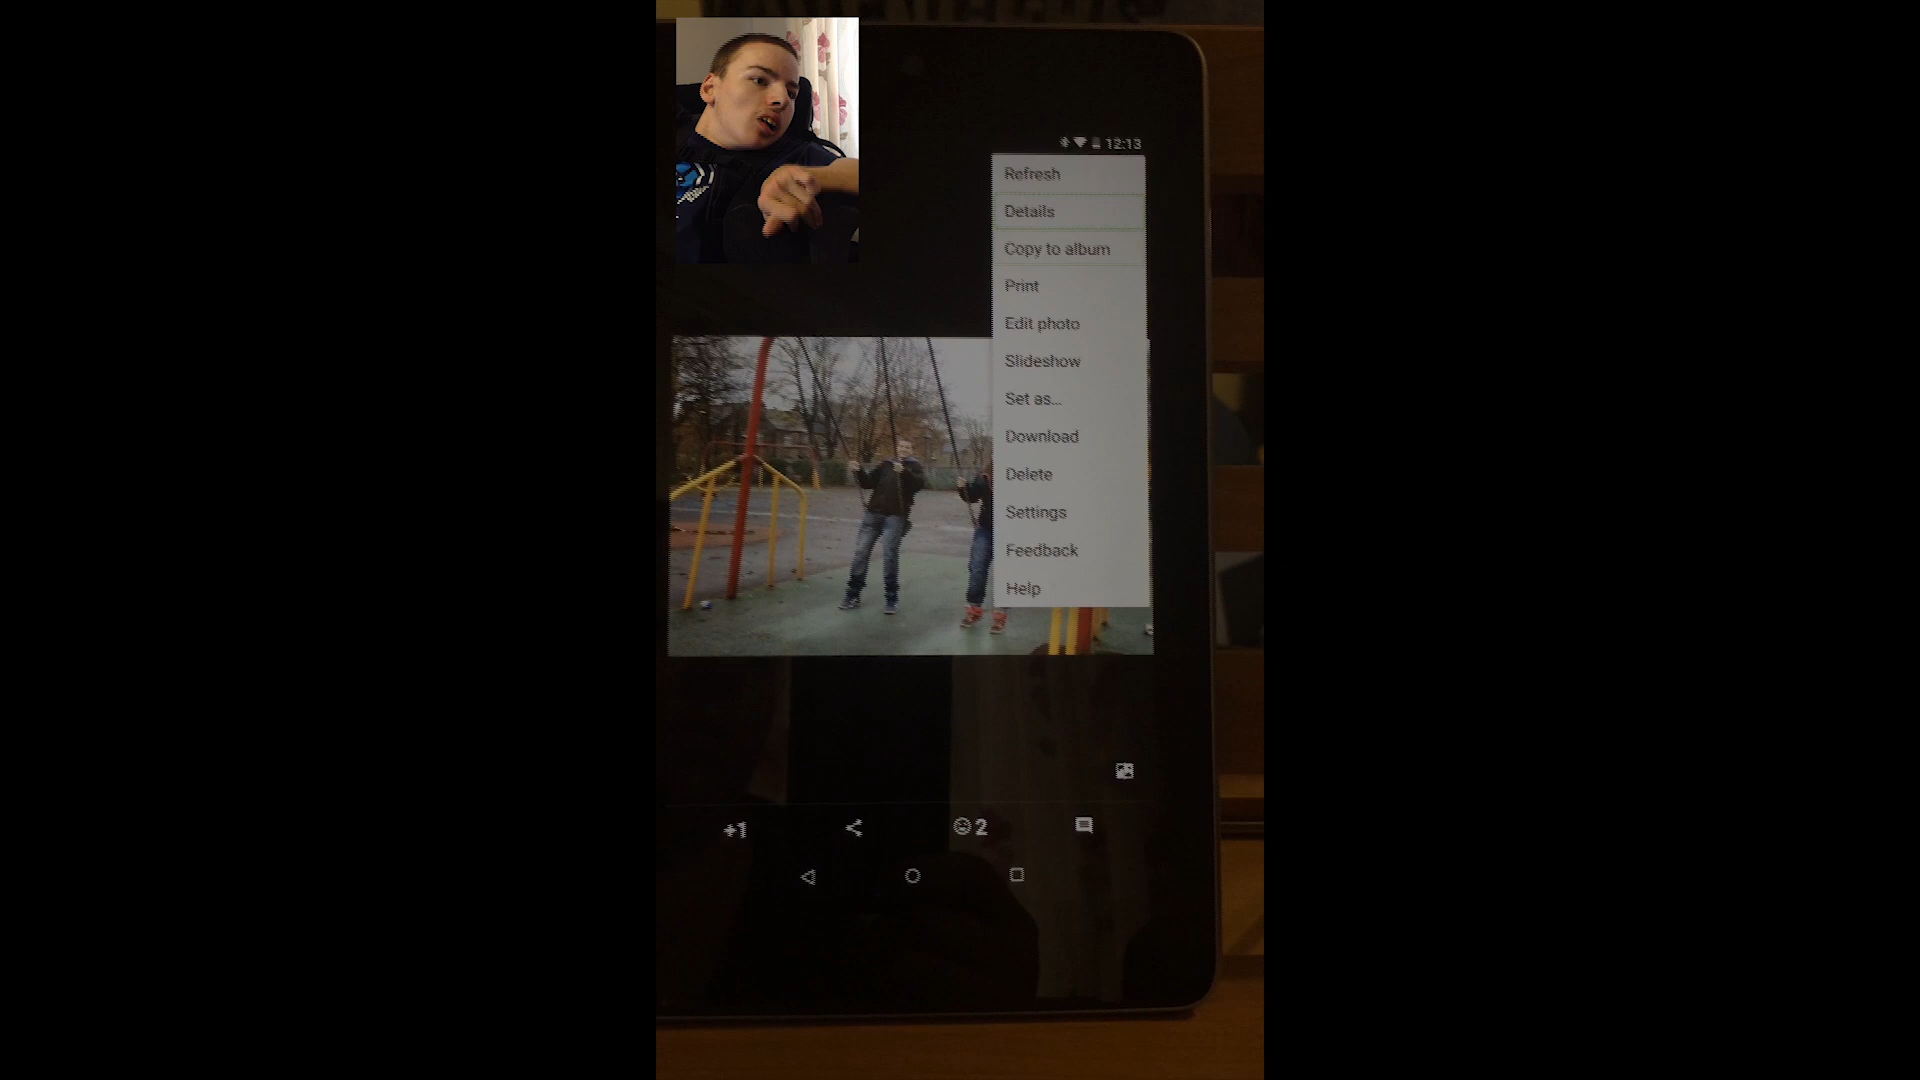 12:13
Refresh
Details
Copy to album
Print
Edit photo
Slideshow
Set as...
Download
Delete
Settings
Feedback
Help
+1
2